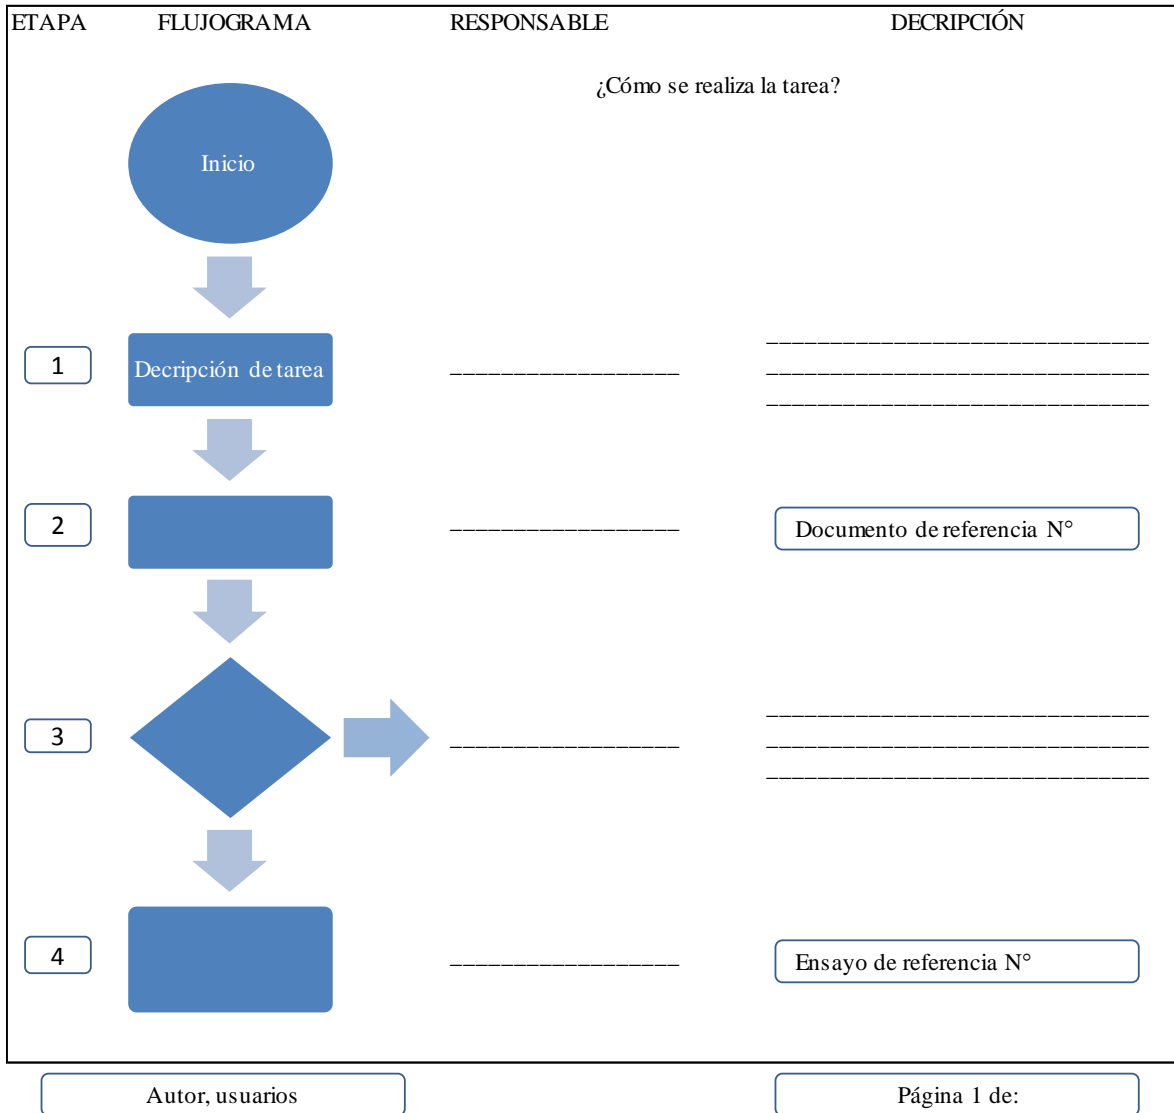 ETAPA FLUJOGRAMA RESPONSABLE DECRIPCIÓN
¿Cómo se realiza la tarea?
Inicio
1 Decripción de tarea
2 Documento de referencia N°
3
4 Ensayo de referencia N°
Autor, usuarios Página 1 de: